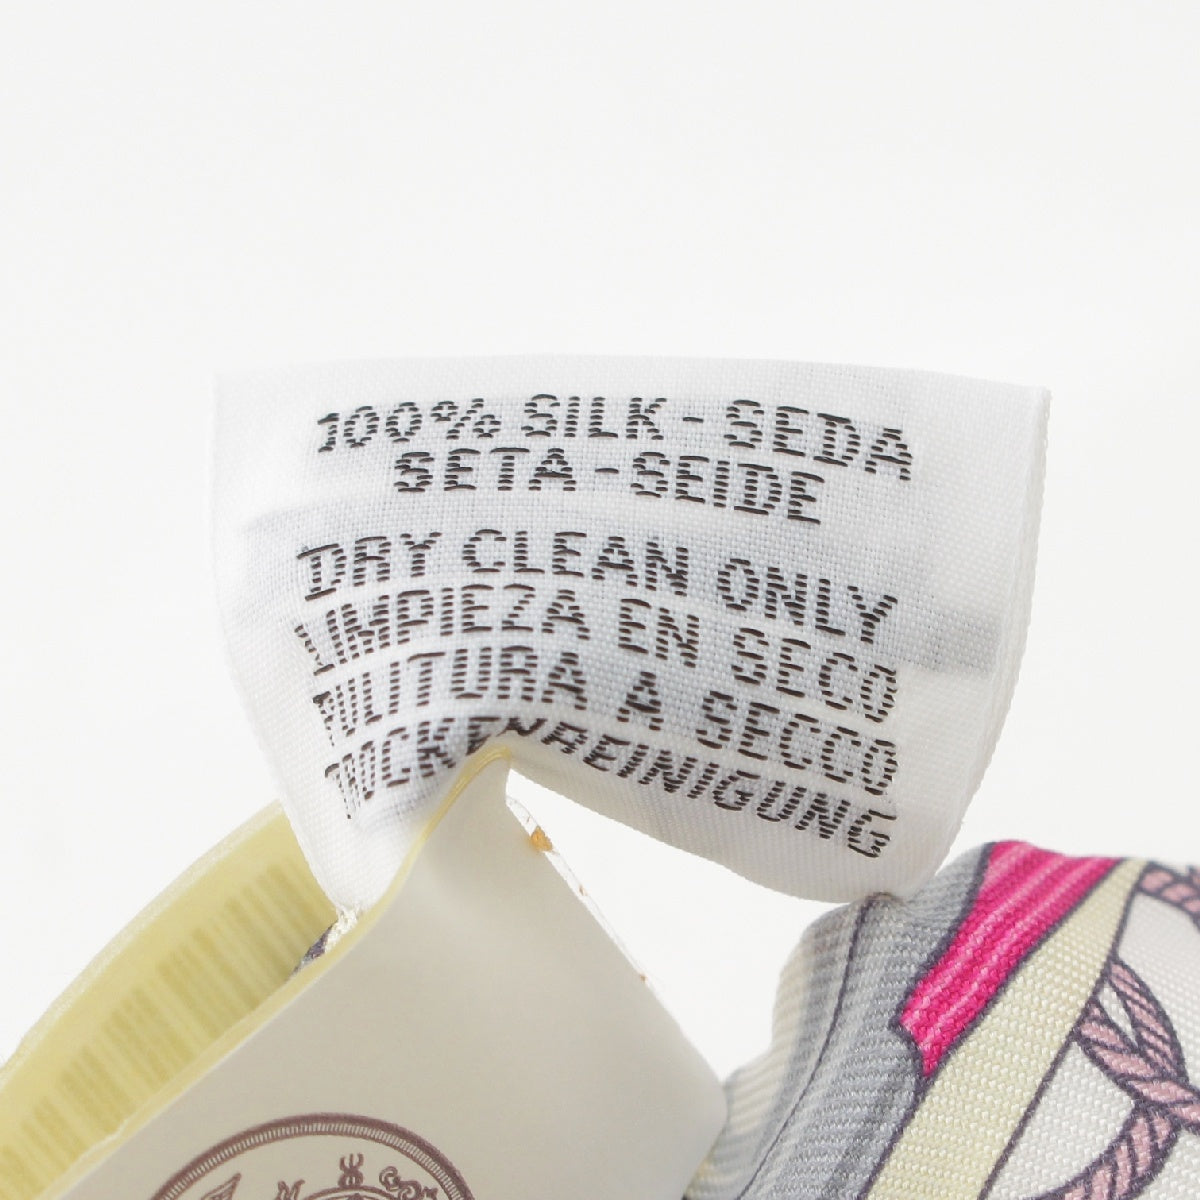 100% SILK - SEDA
SETA - SEIDE
DRY CLEAN ONLY
LIMPIEZA EN SECO
PULITURA A SECCO
TROCKENREINIGUNG